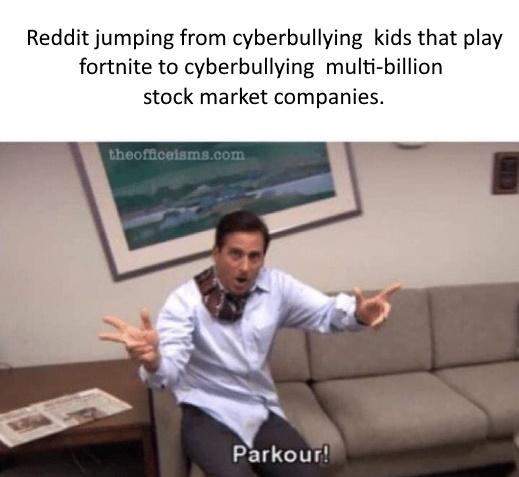 Reddit jumping from cyberbullying  kids that play
fortnite to cyberbullying  multi-billion
stock market companies.
theofficeisms.com
Parkour!